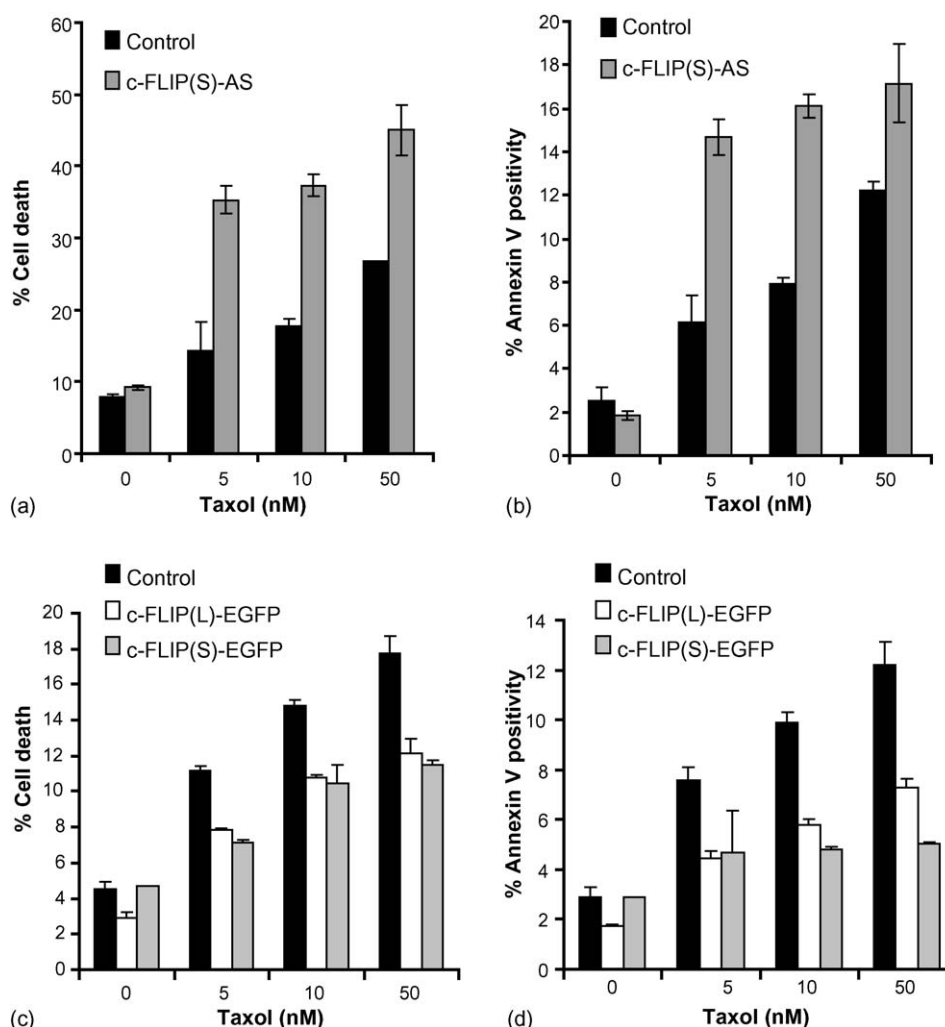 60
50
40
30
20
10
0
% Cell death
Control
c-FLIP(S)-AS
0 5 10 50
Taxol (nM)
(a)
20
18
16
14
12
10
8
6
4
2
0
% Annexin V positivity
Control
c-FLIP(S)-AS
0 5 10 50
Taxol (nM)
(b)
Control
c-FLIP(L)-EGFP
c-FLIP(S)-EGFP
20
18
16
14
12
10
8
6
4
2
0
% Cell death
0 5 10 50
Taxol (nM)
(c)
Control
c-FLIP(L)-EGFP
c-FLIP(S)-EGFP
14
12
10
8
6
4
2
0
% Annexin V positivity
0 5 10 50
Taxol (nM)
(d)